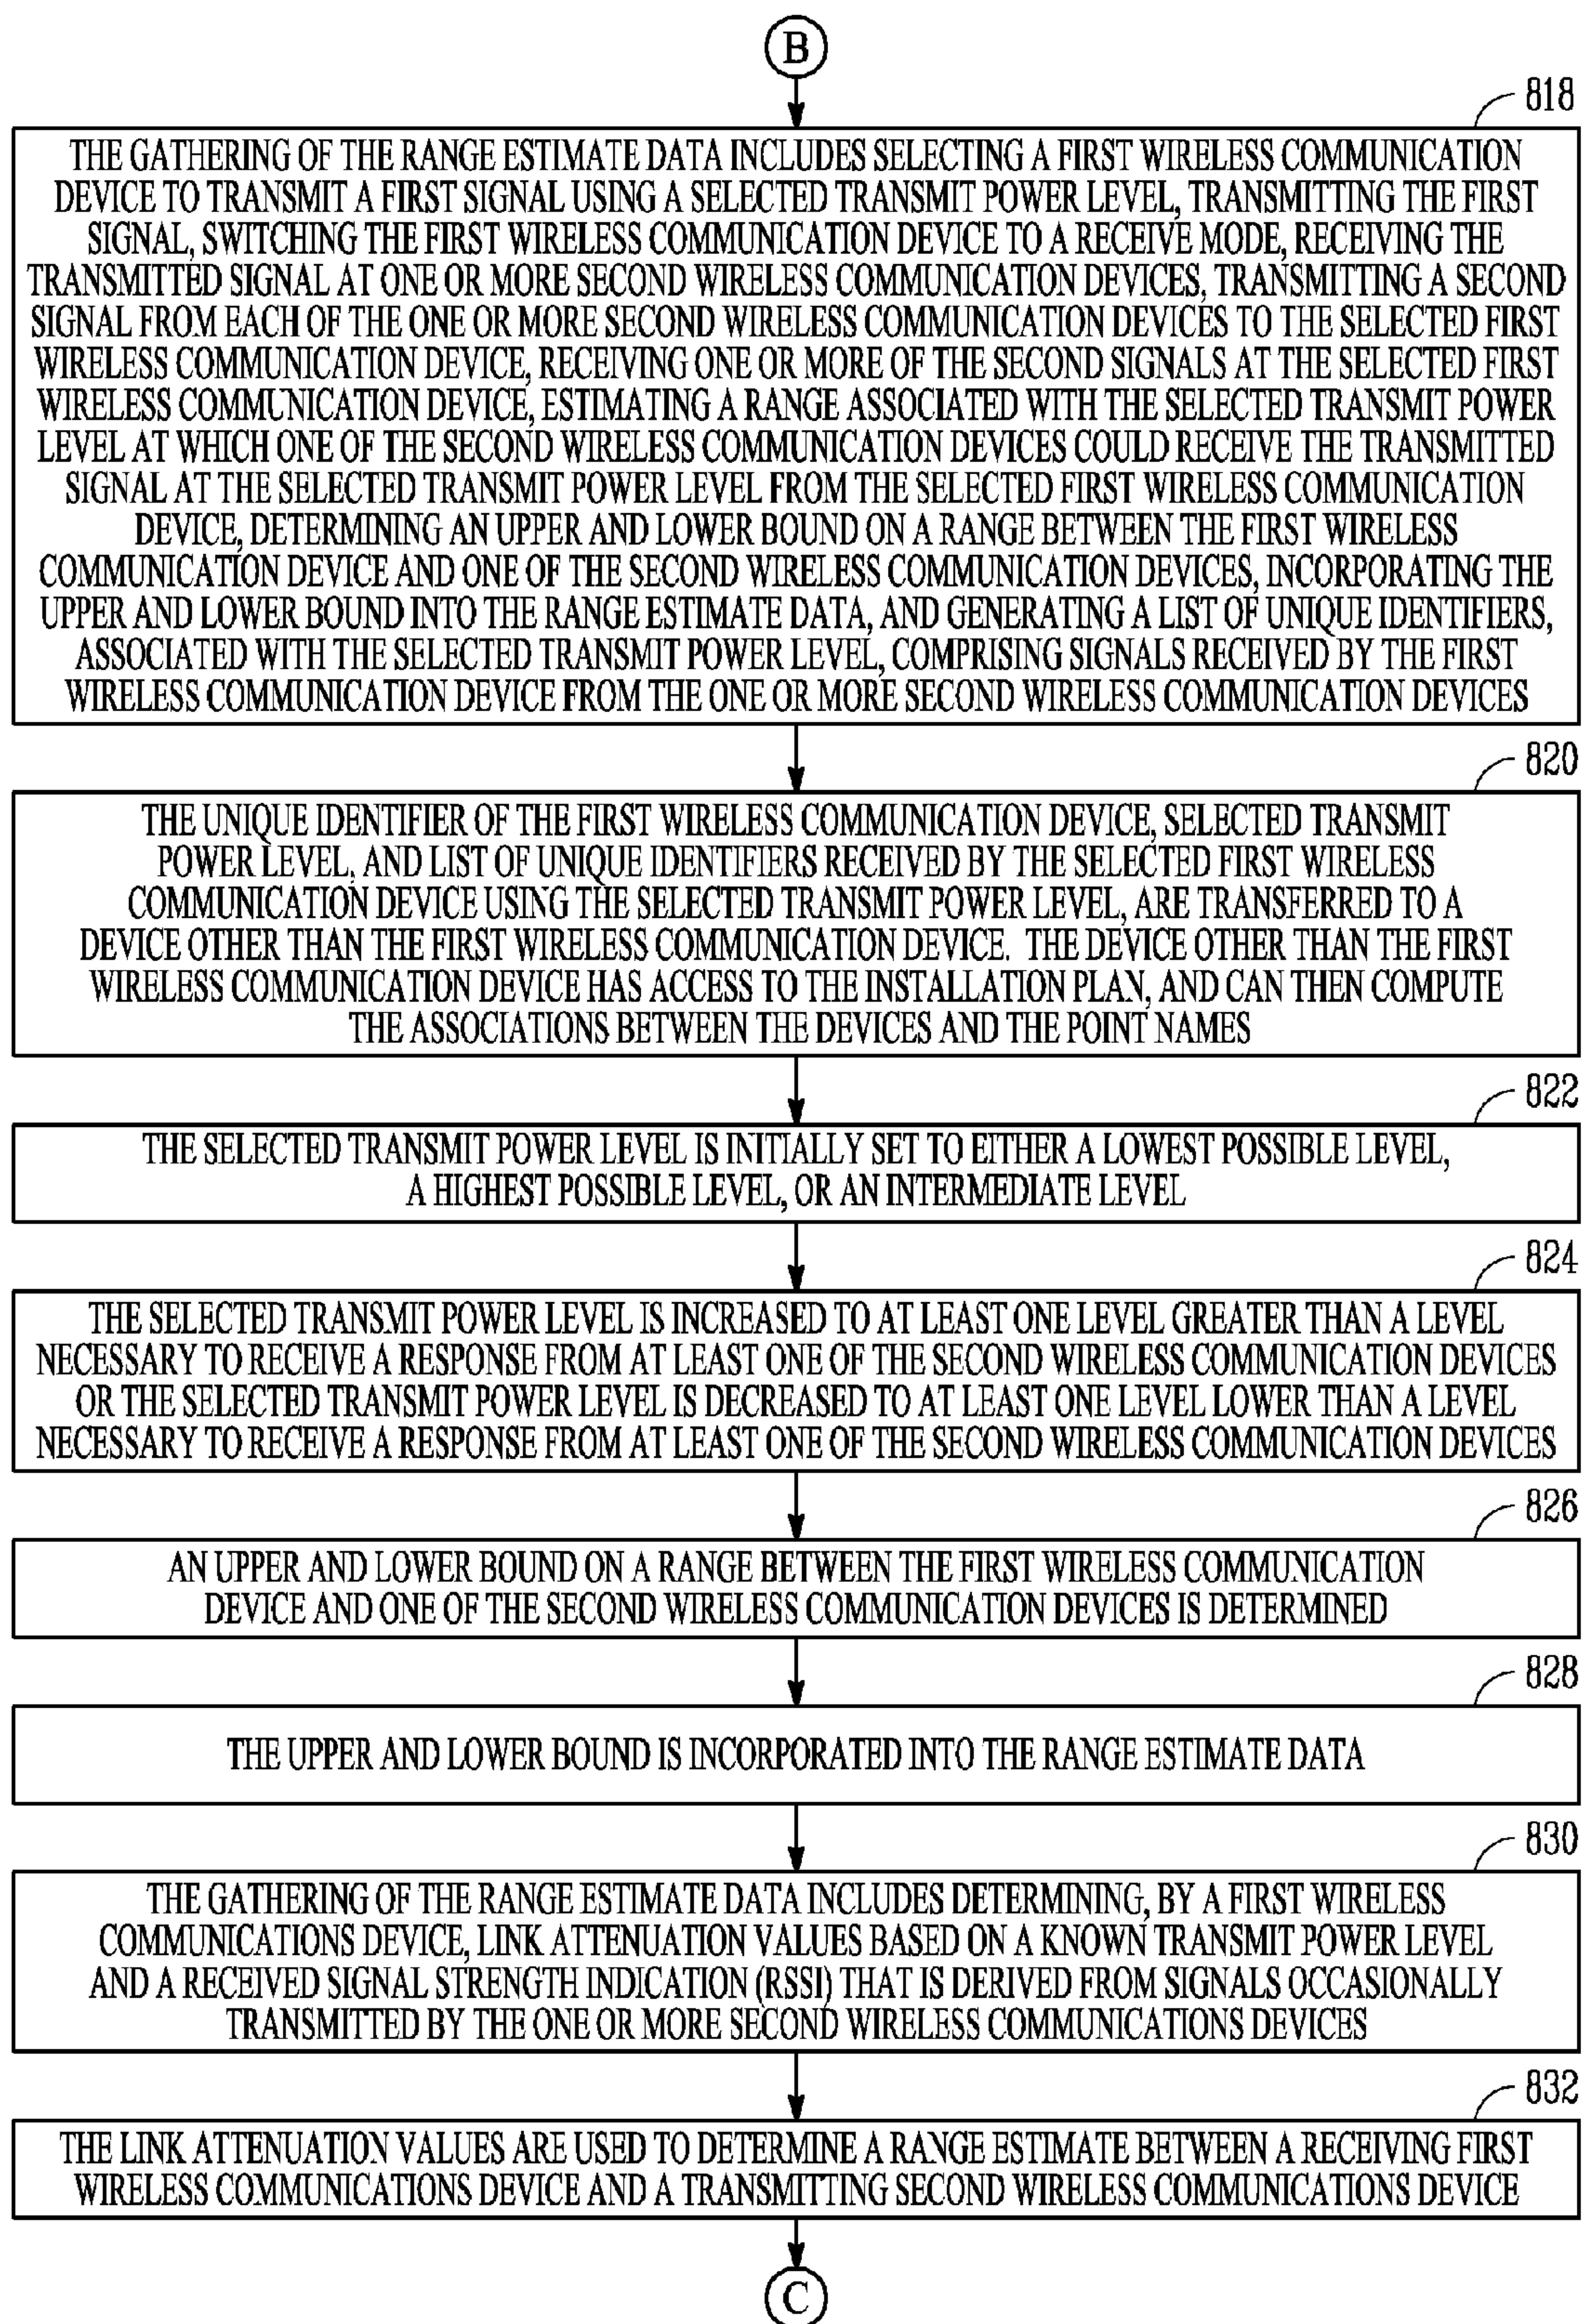 B
818
THE GATHERING OF THE RANGE ESTIMATE DATA INCLUDES SELECTING A FIRST WIRELESS COMMUNICATION
DEVICE TO TRANSMIT A FIRST SIGNAL USING A SELECTED TRANSMIT POWER LEVEL, TRANSMITTING THE FIRST
SIGNAL, SWITCHING THE FIRST WIRELESS COMMUNICATION DEVICE TO A RECEIVE MODE, RECEIVING THE
TRANSMITTED SIGNAL AT ONE OR MORE SECOND WIRELESS COMMUNICATION DEVICES, TRANSMITTING A SECOND
SIGNAL FROM EACH OF THE ONE OR MORE SECOND WIRELESS COMMUNICATION DEVICES TO THE SELECTED FIRST
WIRELESS COMMUNICATION DEVICE, RECEIVING ONE OR MORE OF THE SECOND SIGNALS AT THE SELECTED FIRST
WIRELESS COMMUNICATION DEVICE, ESTIMATING A RANGE ASSOCIATED WITH THE SELECTED TRANSMIT POWER
LEVEL AT WHICH ONE OF THE SECOND WIRELESS COMMUNICATION DEVICES COULD RECEIVE THE TRANSMITTED
SIGNAL AT THE SELECTED TRANSMIT POWER LEVEL FROM THE SELECTED FIRST WIRELESS COMMUNICATION
DEVICE, DETERMINING AN UPPER AND LOWER BOUND ON A RANGE BETWEEN THE FIRST WIRELESS
COMMUNICATION DEVICE AND ONE OF THE SECOND WIRELESS COMMUNICATION DEVICES, INCORPORATING THE
UPPER AND LOWER BOUND INTO THE RANGE ESTIMATE DATA, AND GENERATING A LIST OF UNIQUE IDENTIFIERS,
ASSOCIATED WITH THE SELECTED TRANSMIT POWER LEVEL, COMPRISING SIGNALS RECEIVED BY THE FIRST
WIRELESS COMMUNICATION DEVICE FROM THE ONE OR MORE SECOND WIRELESS COMMUNICATION DEVICES
820
THE UNIQUE IDENTIFIER OF THE FIRST WIRELESS COMMUNICATION DEVICE, SELECTED TRANSMIT
POWER LEVEL, AND LIST OF UNIQUE IDENTIFIERS RECEIVED BY THE SELECTED FIRST WIRELESS
COMMUNICATION DEVICE USING THE SELECTED TRANSMIT POWER LEVEL, ARE TRANSFERRED TO A
DEVICE OTHER THAN THE FIRST WIRELESS COMMUNICATION DEVICE. THE DEVICE OTHER THAN THE FIRST
WIRELESS COMMUNICATION DEVICE HAS ACCESS TO THE INSTALLATION PLAN, AND CAN THEN COMPUTE
THE ASSOCIATIONS BETWEEN THE DEVICES AND THE POINT NAMES
822
THE SELECTED TRANSMIT POWER LEVEL IS INITIALLY SET TO EITHER A LOWEST POSSIBLE LEVEL,
A HIGHEST POSSIBLE LEVEL, OR AN INTERMEDIATE LEVEL
824
THE SELECTED TRANSMIT POWER LEVEL IS INCREASED TO AT LEAST ONE LEVEL GREATER THAN A LEVEL
NECESSARY TO RECEIVE A RESPONSE FROM AT LEAST ONE OF THE SECOND WIRELESS COMMUNICATION DEVICES
OR THE SELECTED TRANSMIT POWER LEVEL IS DECREASED TO AT LEAST ONE LEVEL LOWER THAN A LEVEL
NECESSARY TO RECEIVE A RESPONSE FROM AT LEAST ONE OF THE SECOND WIRELESS COMMUNICATION DEVICES
826
AN UPPER AND LOWER BOUND ON A RANGE BETWEEN THE FIRST WIRELESS COMMUNICATION
DEVICE AND ONE OF THE SECOND WIRELESS COMMUNICATION DEVICES IS DETERMINED
828
THE UPPER AND LOWER BOUND IS INCORPORATED INTO THE RANGE ESTIMATE DATA
830
THE GATHERING OF THE RANGE ESTIMATE DATA INCLUDES DETERMINING, BY A FIRST WIRELESS
COMMUNICATIONS DEVICE, LINK ATTENUATION VALUES BASED ON A KNOWN TRANSMIT POWER LEVEL
AND A RECEIVED SIGNAL STRENGTH INDICATION (RSSI) THAT IS DERIVED FROM SIGNALS OCCASIONALLY
TRANSMITTED BY THE ONE OR MORE SECOND WIRELESS COMMUNICATIONS DEVICES
832
THE LINK ATTENUATION VALUES ARE USED TO DETERMINE A RANGE ESTIMATE BETWEEN A RECEIVING FIRST
WIRELESS COMMUNICATIONS DEVICE AND A TRANSMITTING SECOND WIRELESS COMMUNICATIONS DEVICE
C